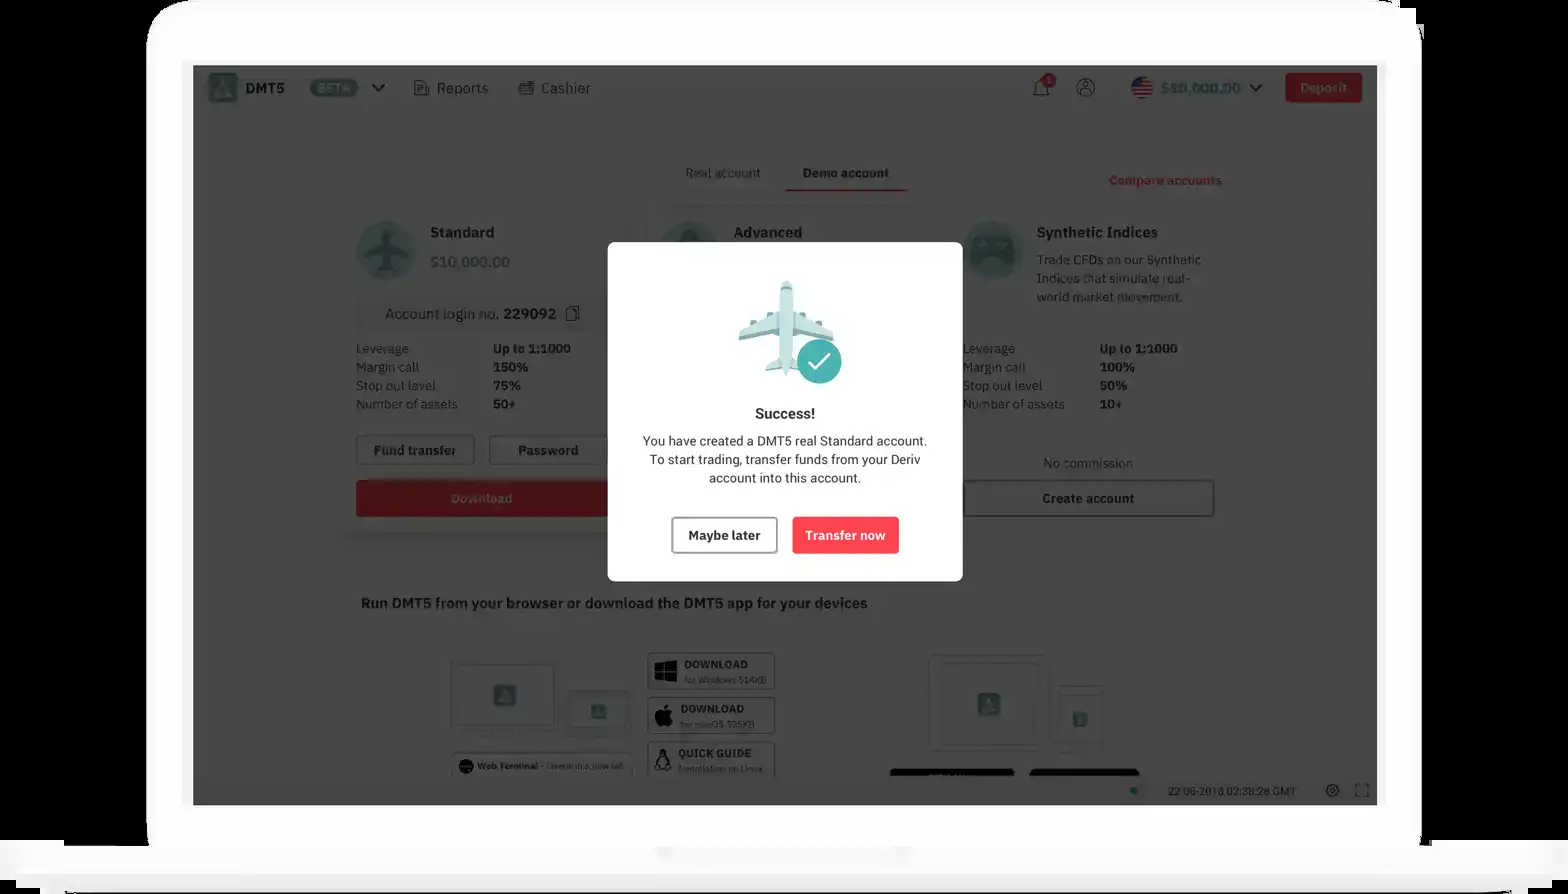 DMT5 BETA Reports Cashier 1 $10,000.00 Deposit
Real account Demo account Compare accounts
Standard
$10,000.00
Account login no. 229092
Leverage Up to 1:1000
Margin call 150%
Stop out level 75%
Number of assets 50+
Fund transfer Password
Download
Advanced
Synthetic Indices
Trade CFDs on our Synthetic
Indices that simulate real-
world market movement.
Leverage Up to 1:1000
Margin call 100%
Stop out level 50%
Number of assets 10+
No commission
Create account
Success!
You have created a DMT5 real Standard account.
To start trading, transfer funds from your Deriv
account into this account.
Maybe later Transfer now
Run DMT5 from your browser or download the DMT5 app for your devices
DOWNLOAD
for Windows 514KB
DOWNLOAD
for macOS 595KB
QUICK GUIDE
Installation on Linux
Web Terminal - Check in a new tab
22-06-2018 02:38:28 GMT